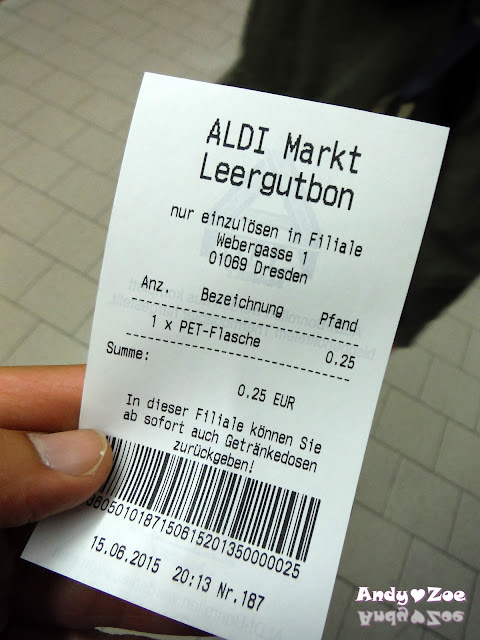 ALDI Markt
Leergutbon
nur einzulösen in Filiale
Webergasse 1
01069 Dresden
Anz. Bezeichnung Pfand
1 x PET-Flasche 0.25
Summe:
0.25 EUR
In dieser Filiale können Sie
ab sofort auch Getränkedosen
zurückgeben!
15.06.2015 20:13 Nr.187
Andy♥Zoe